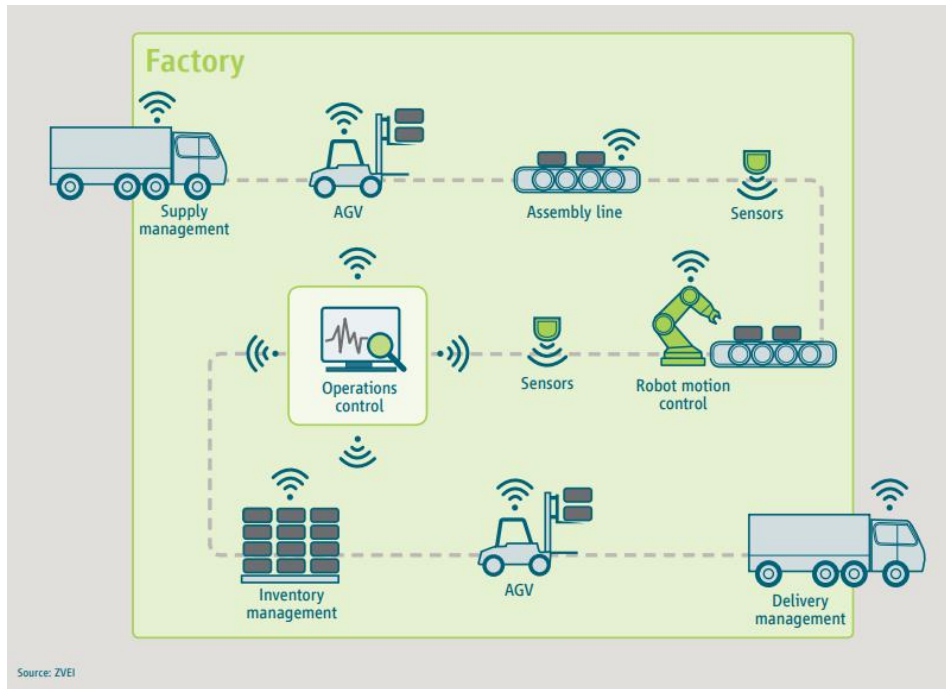 Factory
Supply
management
AGV
Assembly line
Sensors
Operations
control
Sensors
Robot motion
control
Inventory
management
AGV
Delivery
management
Source: ZVEI